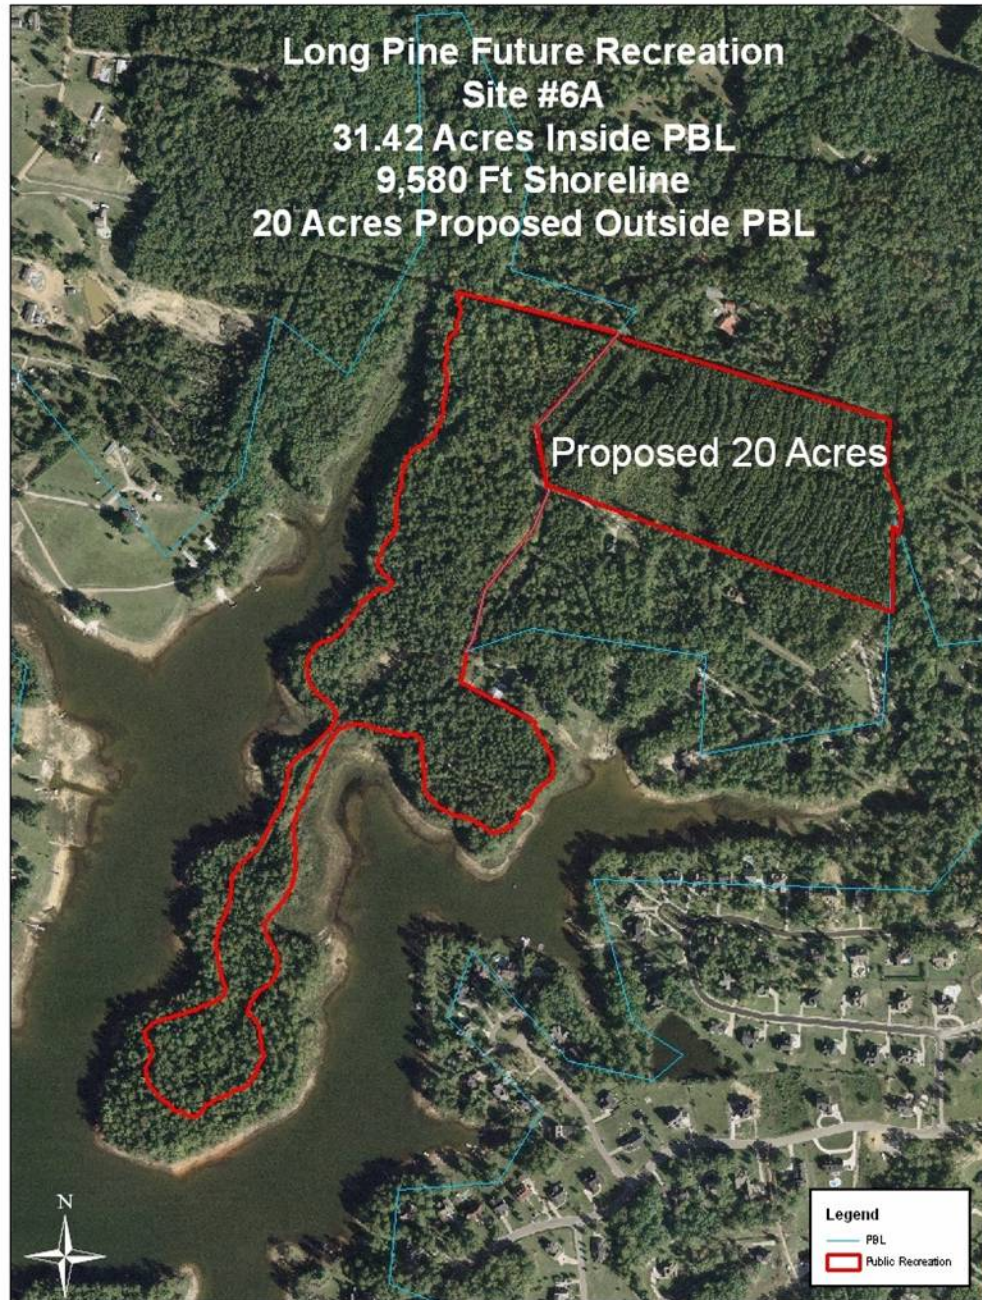 Long Pine Future Recreation
Site #6A
31.42 Acres Inside PBL
9,580 Ft Shoreline
20 Acres Proposed Outside PBL
Proposed 20 Acres
N
Legend
PBL
Public Recreation